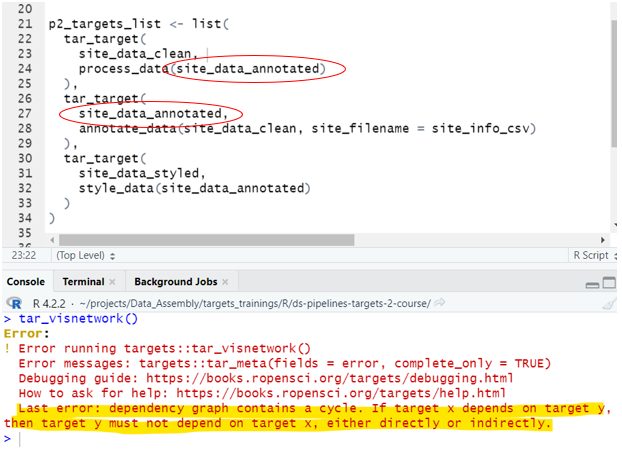 20
21 p2_targets_list <- list(
22 tar_target(
23 site_data_clean,
24 process_data(site_data_annotated)
25 ),
26 tar_target(
27 site_data_annotated,
28 annotate_data(site_data_clean, site_filename = site_info_csv)
29 ),
30 tar_target(
31 site_data_styled,
32 style_data(site_data_annotated)
33 )
34 )
35
23:22 (Top Level) R Script
Console Terminal × Background Jobs ×
R R 4.2.2 · ~/projects/Data_Assembly/targets_trainings/R/ds-pipelines-targets-2-course/
> tar_visnetwork()
Error:
! Error running targets::tar_visnetwork()
Error messages: targets::tar_meta(fields = error, complete_only = TRUE)
Debugging guide: https://books.ropensci.org/targets/debugging.html
How to ask for help: https://books.ropensci.org/targets/help.html
Last error: dependency graph contains a cycle. If target x depends on target y,
then target y must not depend on target x, either directly or indirectly.
>